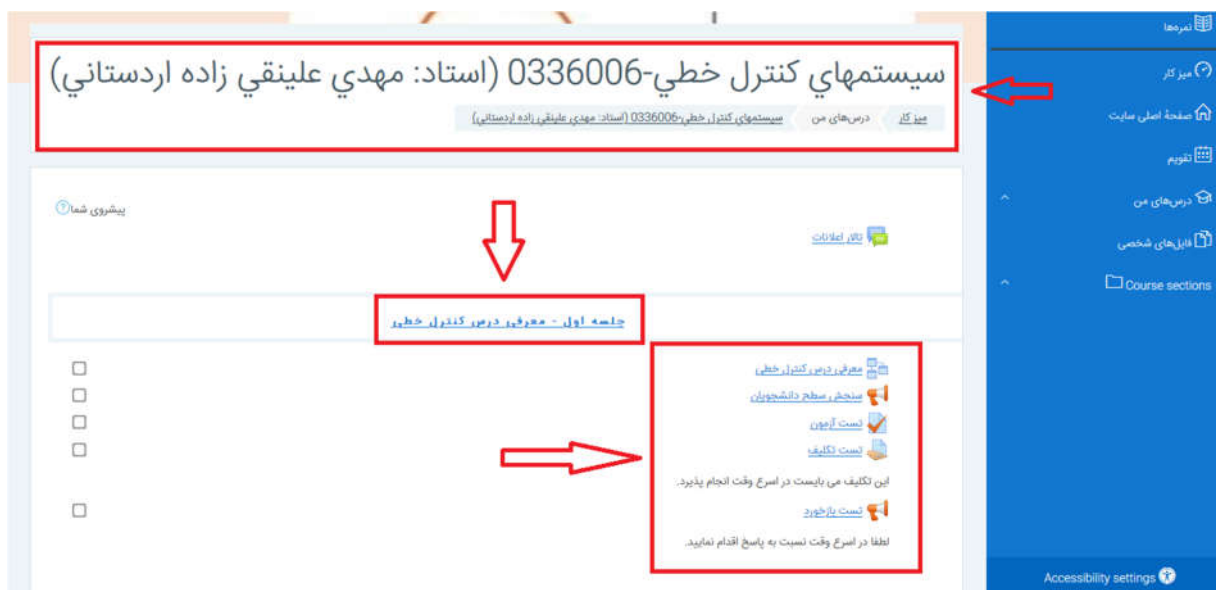 نمره‌ها
میز کار
صفحهٔ اصلی سایت
تقویم
درس‌های من
فایل‌های شخصی
Course sections
Accessibility settings
سيستمهاي کنترل خطي-0336006 (استاد: مهدي علينقي زاده اردستاني)
میز کار درس‌های من سيستمهاي کنترل خطي-0336006 (استاد: مهدي علينقي زاده اردستاني)
پیشروی شما
تالار اعلانات
جلسه اول - معرفی درس کنترل خطی
معرفی درس کنترل خطی
سنجش سطح دانشجویان
تست آزمون
تست تکلیف
این تکلیف می بایست در اسرع وقت انجام پذیرد.
تست بازخورد
لطفا در اسرع وقت نسبت به پاسخ اقدام نمایید.